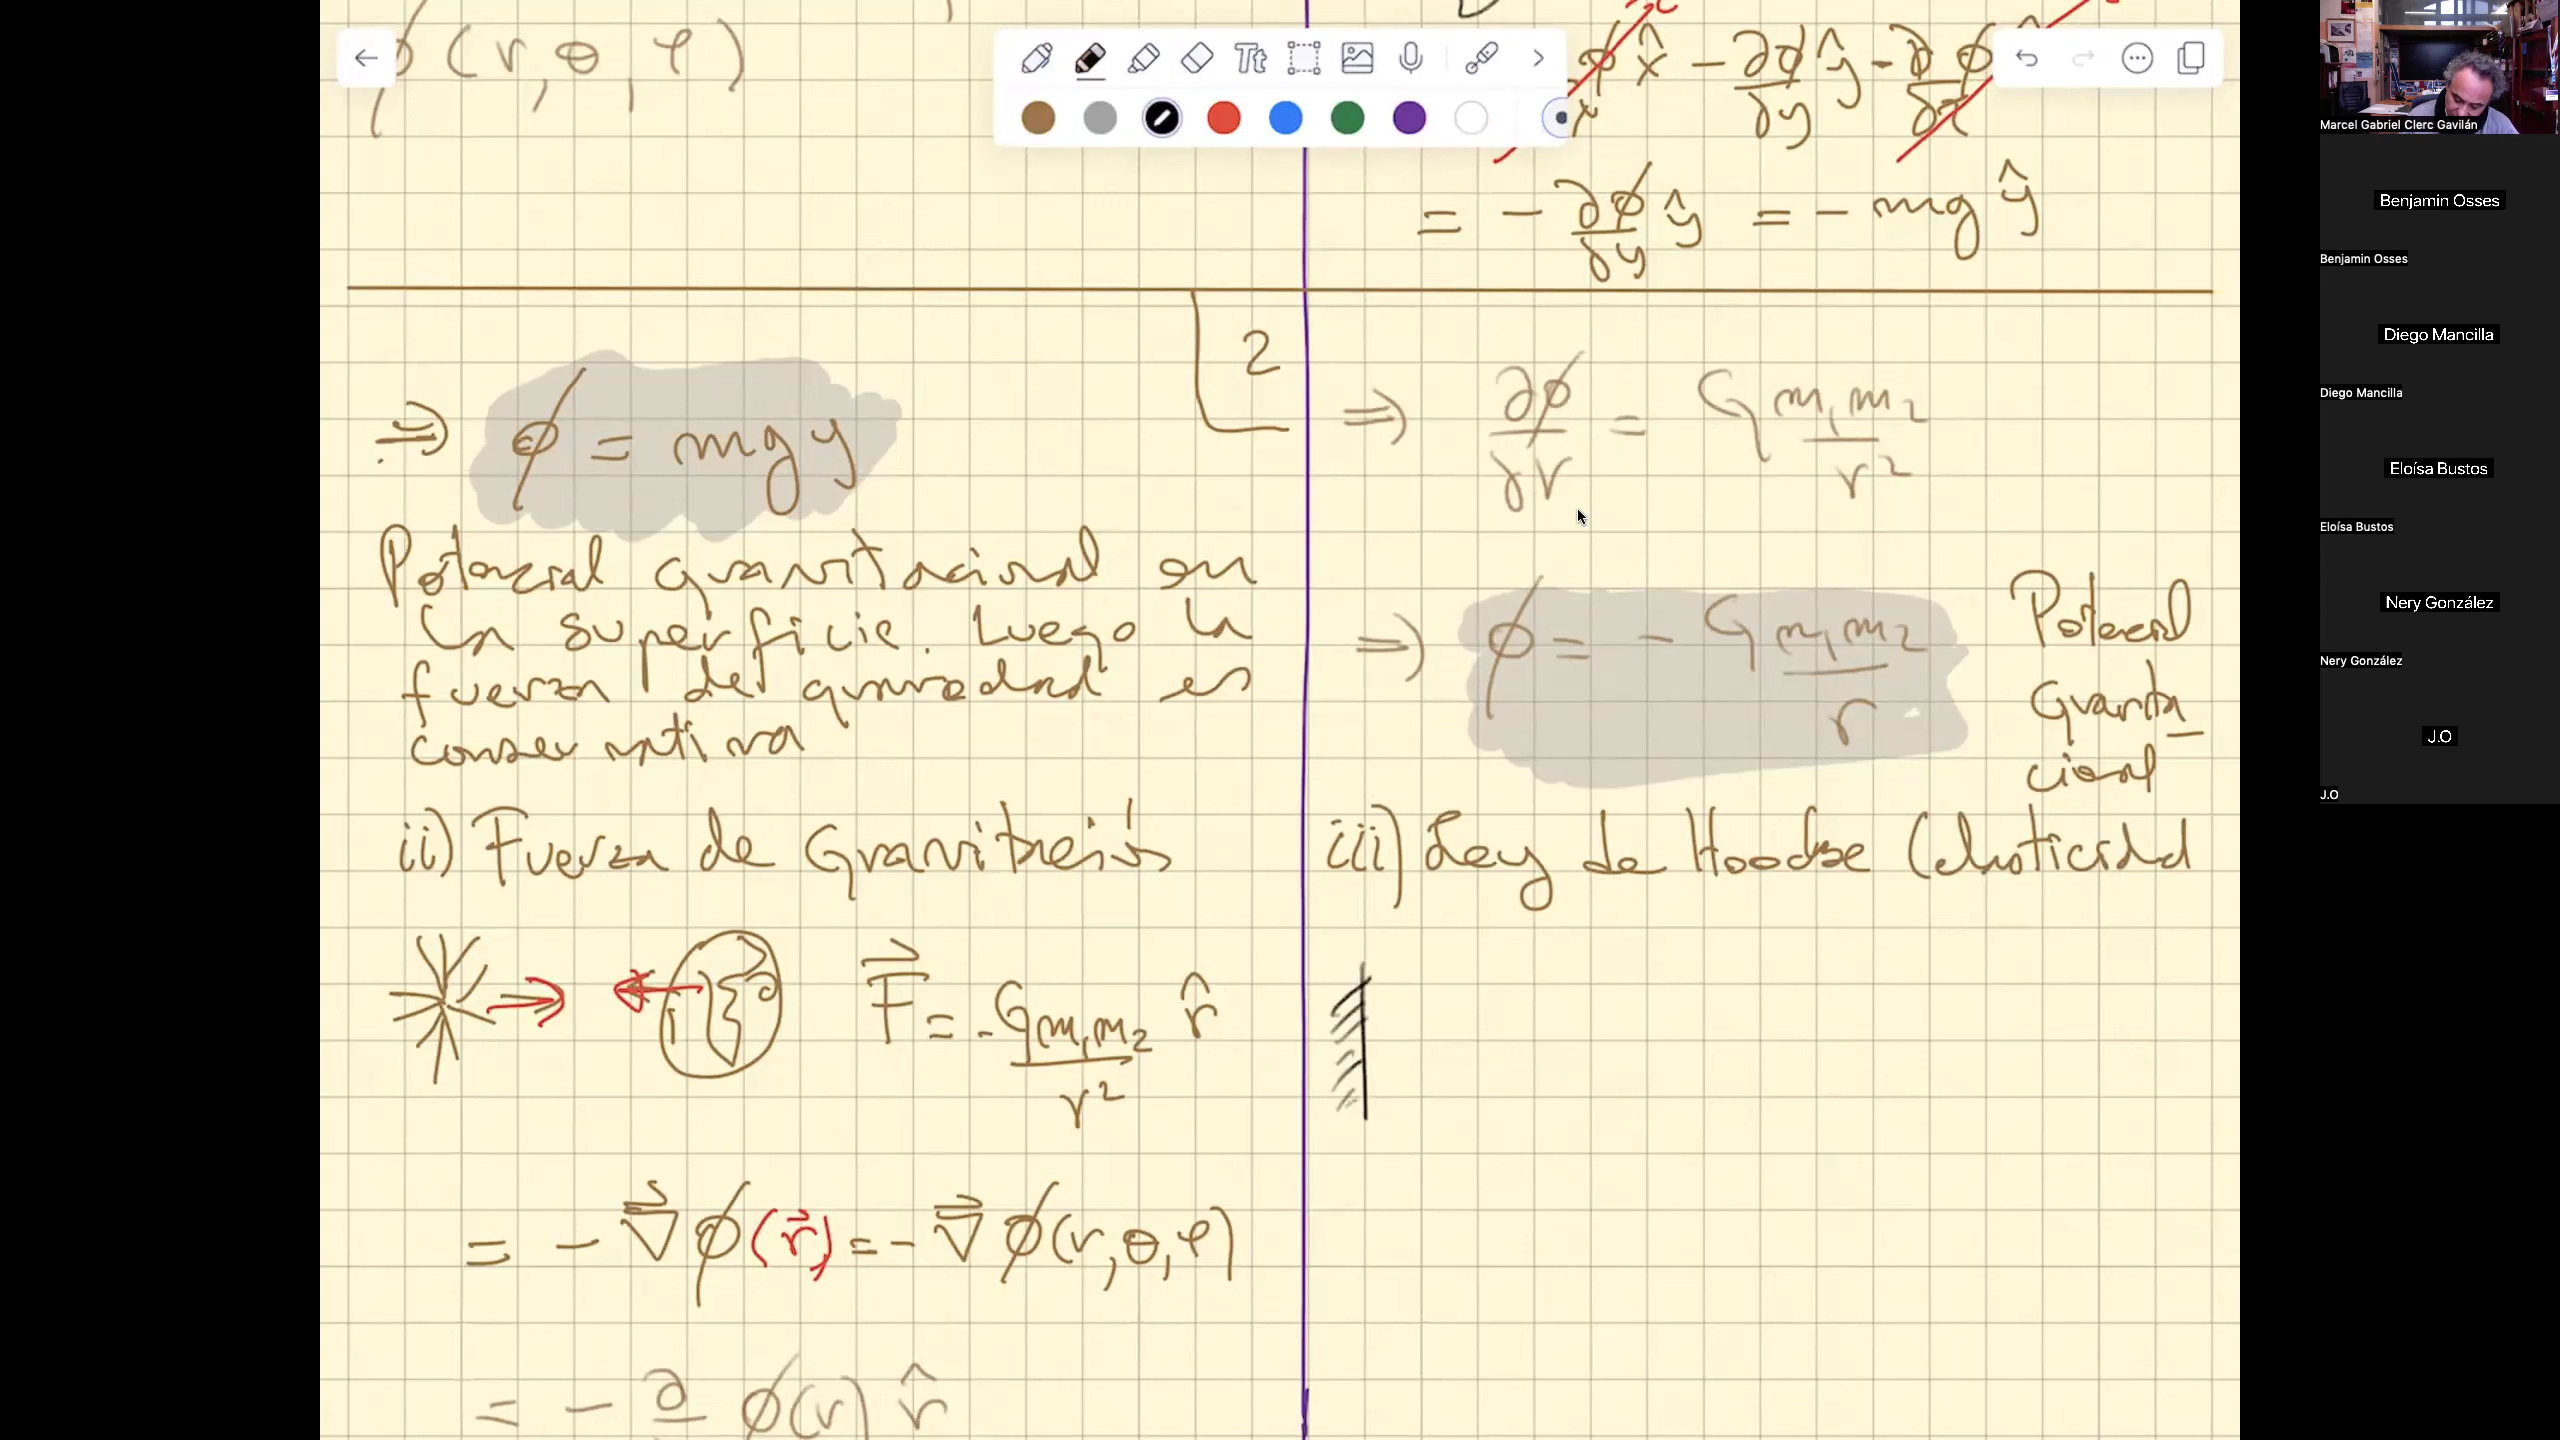 φ(r, θ, φ)
⇒ φ = mgy
2
Potencial gravitacional en
la superficie. Luego la
fuerza de gravedad es
conservativa
ii) Fuerza de Gravitación
F⃗ = - G m₁m₂ / r² r̂
= - ∇⃗ φ(r⃗) = - ∇⃗ φ(r, θ, φ)
= - ∂ φ(r) r̂
Tt
φ x̂ - ∂φ/∂y ŷ - ∂φ
= - ∂φ/∂y ŷ = - mg ŷ
⇒ ∂φ/∂r = G m₁m₂ / r²
⇒ φ = - G m₁m₂ / r
Potencial
Gravita-
cional
iii) Ley de Hooke (elasticidad
Marcel Gabriel Clerc Gavilán
Benjamin Osses
Benjamin Osses
Diego Mancilla
Diego Mancilla
Eloísa Bustos
Eloísa Bustos
Nery González
Nery González
J.O
J.O